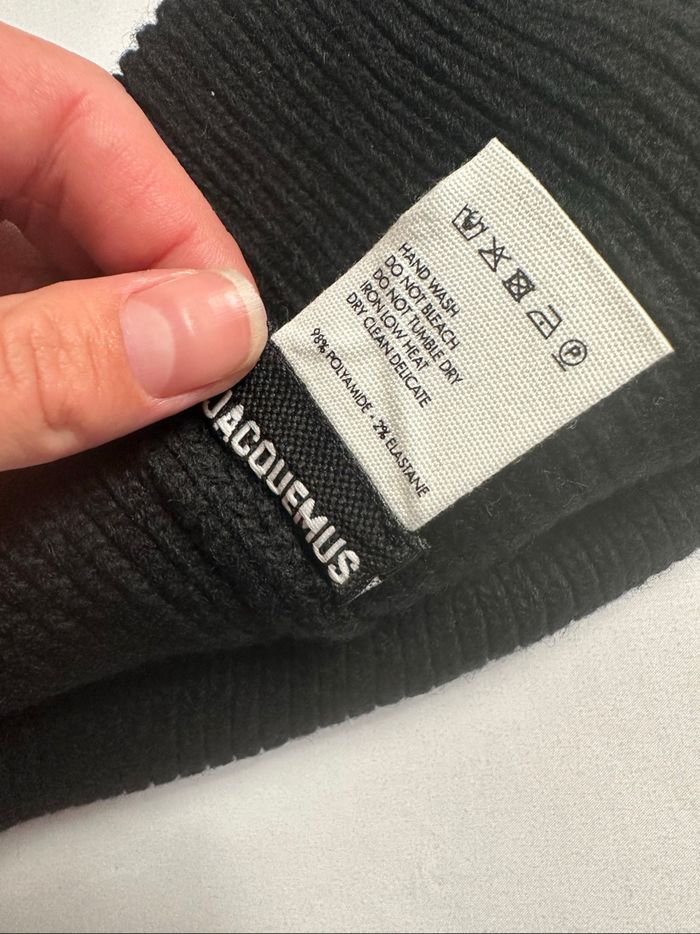 HAND WASH
DO NOT BLEACH
DO NOT TUMBLE DRY
IRON LOW HEAT
DRY CLEAN DELICATE
98% POLYAMIDE - 2% ELASTANE
JACQUEMUS